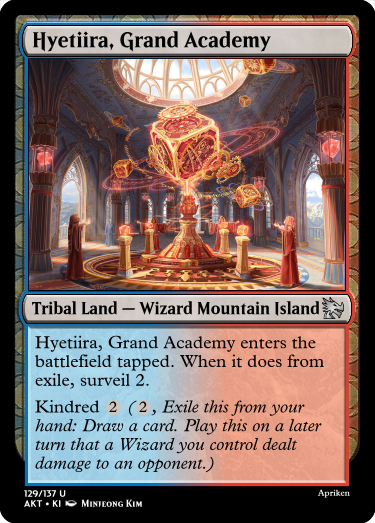 Hyetiira, Grand Academy
Tribal Land — Wizard Mountain Island
Hyetiira, Grand Academy enters the
battlefield tapped. When it does from
exile, surveil 2.
Kindred 2 (2, Exile this from your
hand: Draw a card. Play this on a later
turn that a Wizard you control dealt
damage to an opponent.)
129/137 U
Apriken
AKT • KI Minjeong Kim